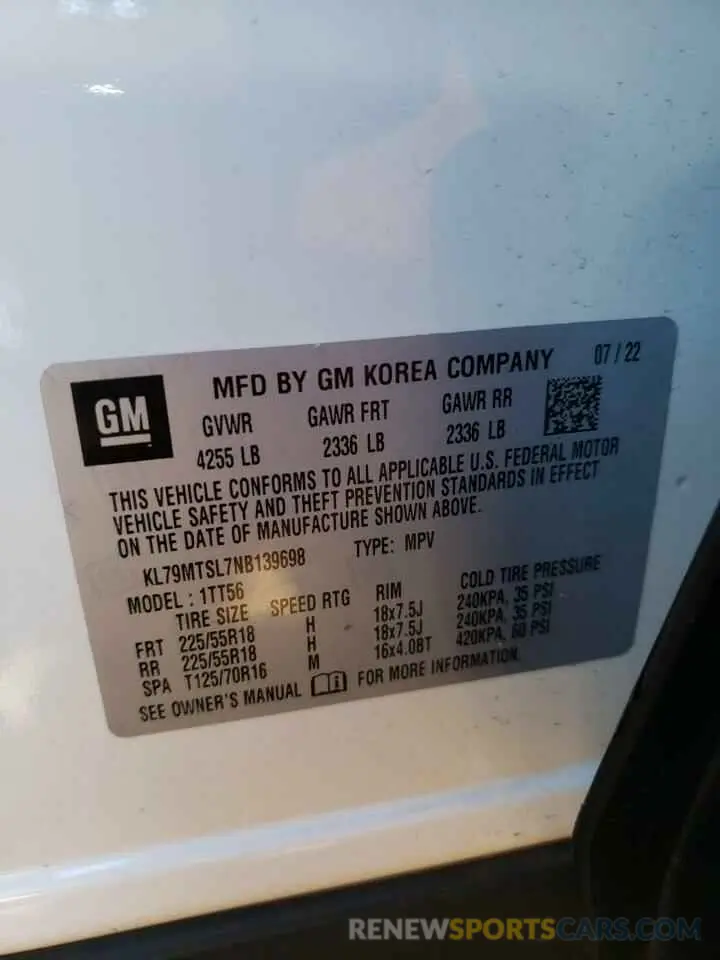 GM
MFD BY GM KOREA COMPANY 07 / 22
GVWR GAWR FRT GAWR RR
4255 LB 2336 LB 2336 LB
THIS VEHICLE CONFORMS TO ALL APPLICABLE U.S. FEDERAL MOTOR
VEHICLE SAFETY AND THEFT PREVENTION STANDARDS IN EFFECT
ON THE DATE OF MANUFACTURE SHOWN ABOVE.
KL79MTSL7NB139698 TYPE: MPV
MODEL : 1TT56
TIRE SIZE SPEED RTG RIM COLD TIRE PRESSURE
FRT 225/55R18 H 18x7.5J 240KPA, 35 PSI
RR 225/55R18 H 18x7.5J 240KPA, 35 PSI
SPA T125/70R16 M 16x4.08T 420KPA, 60 PSI
SEE OWNER'S MANUAL FOR MORE INFORMATION.
RENEWSPORTSCARS.COM